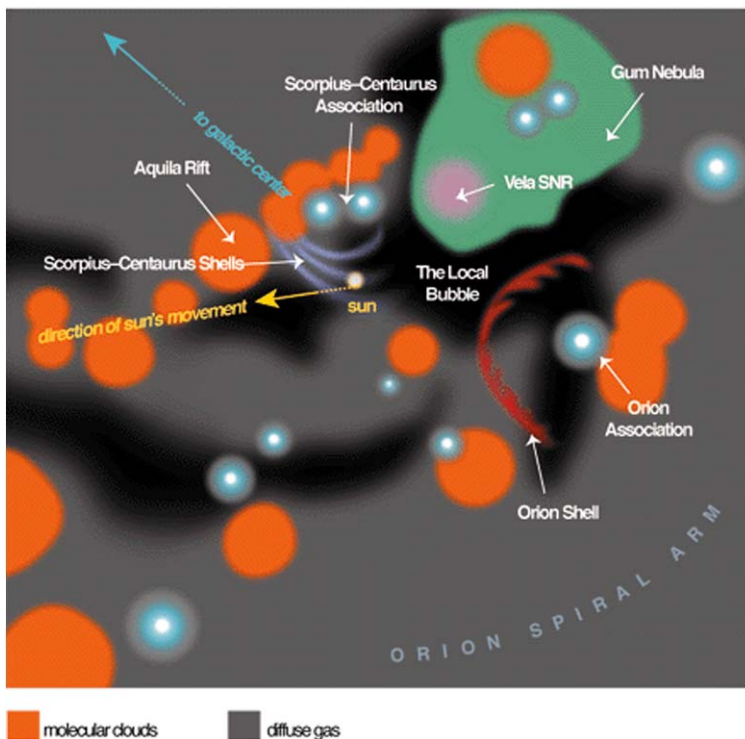 Gum Nebula
Scorpius–Centaurus
Association
to galactic center
Aquila Rift
Vela SNR
Scorpius–Centaurus Shells
The Local
Bubble
sun
direction of sun's movement
Orion
Association
Orion Shell
ORION SPIRAL ARM
molecular clouds
diffuse gas